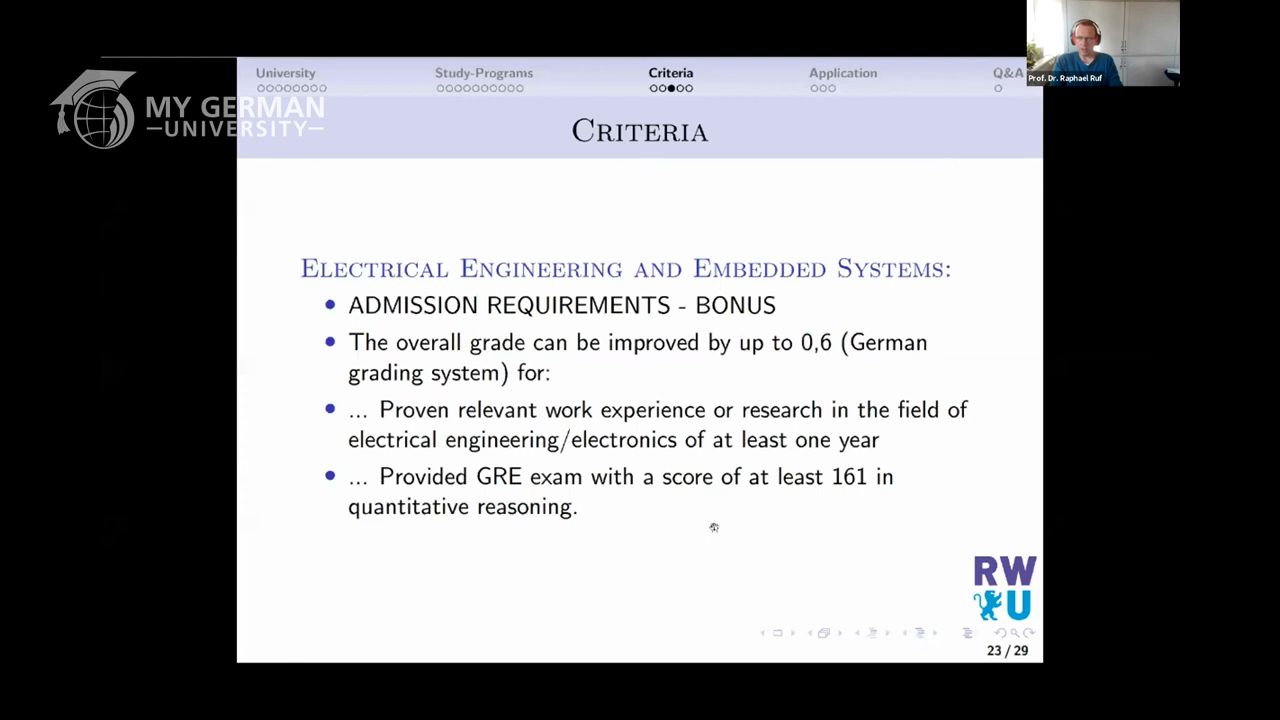 Prof. Dr. Raphael Ruf
University
Study-Programs
Criteria
Application
Q&A
MY GERMAN
UNIVERSITY
CRITERIA
ELECTRICAL ENGINEERING AND EMBEDDED SYSTEMS:
ADMISSION REQUIREMENTS - BONUS
The overall grade can be improved by up to 0,6 (German
grading system) for:
... Proven relevant work experience or research in the field of
electrical engineering/electronics of at least one year
... Provided GRE exam with a score of at least 161 in
quantitative reasoning.
RW
U
23 / 29